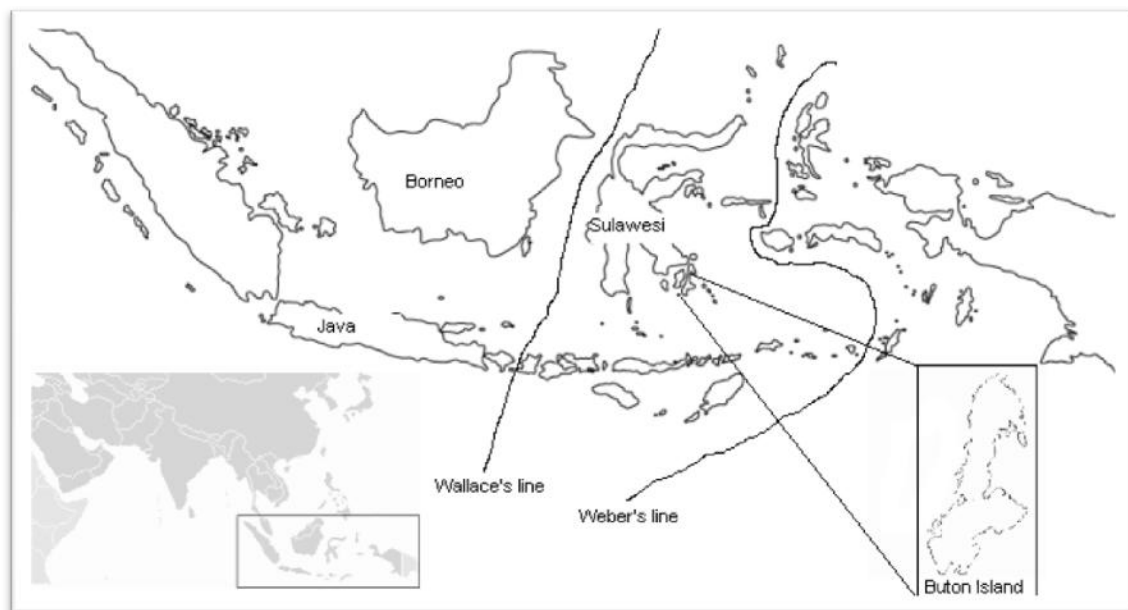 Borneo
Sulawesi
Java
Wallace's line
Weber's line
Buton Island